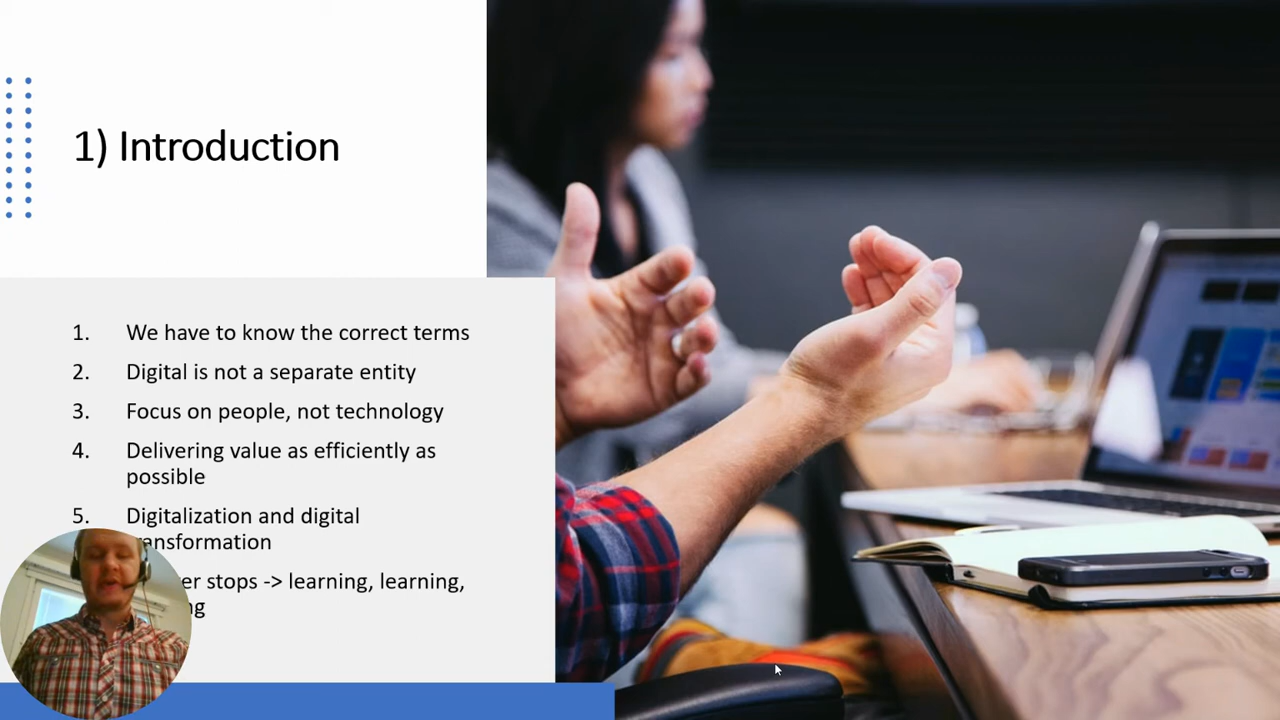 1) Introduction
1. We have to know the correct terms
2. Digital is not a separate entity
3. Focus on people, not technology
4. Delivering value as efficiently as
possible
5. Digitalization and digital
ansformation
er stops -> learning, learning,
ng